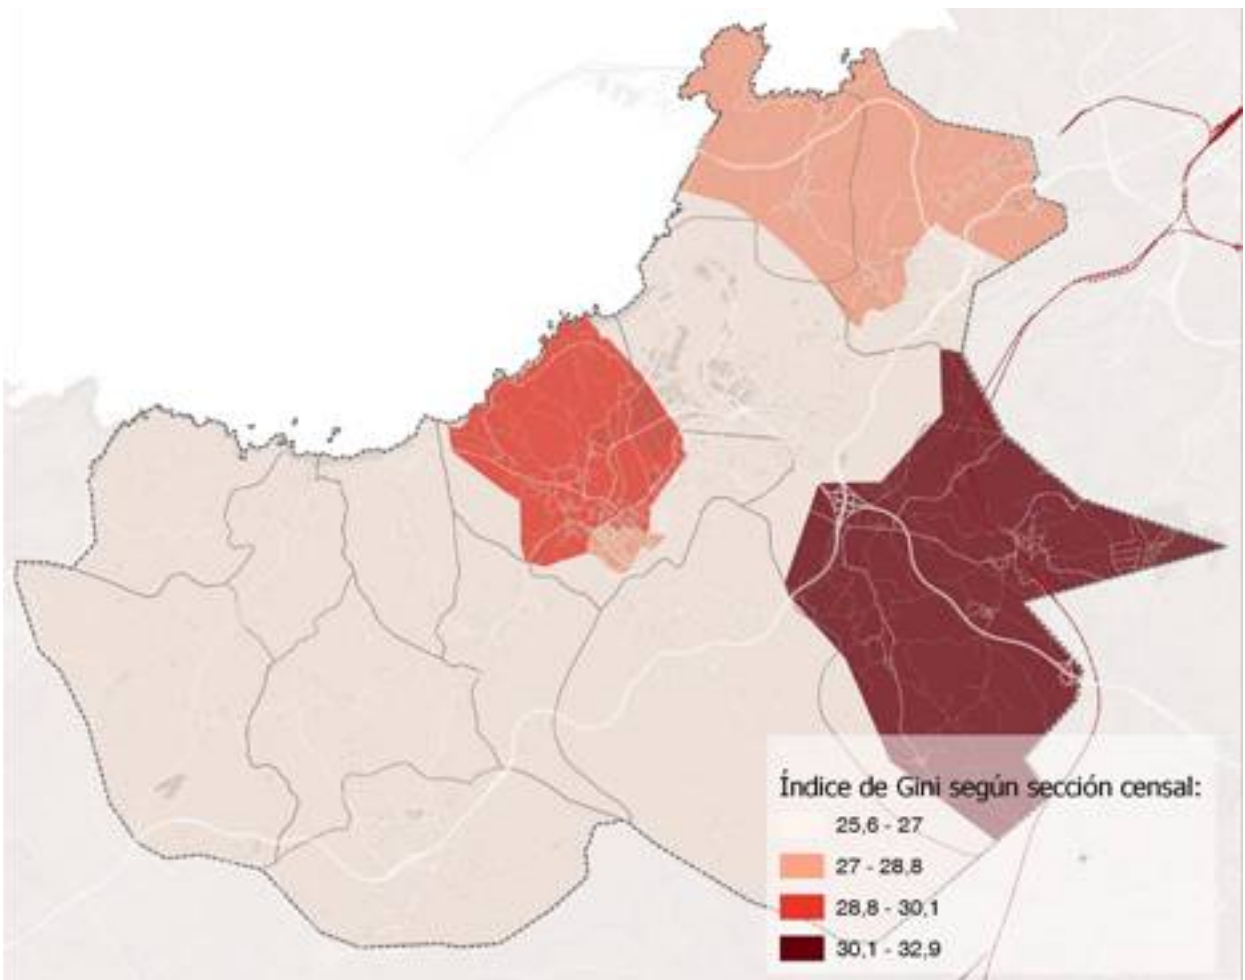 Índice de Gini según sección censal:
25,6 - 27
27 - 28,8
28,8 - 30,1
30,1 - 32,9